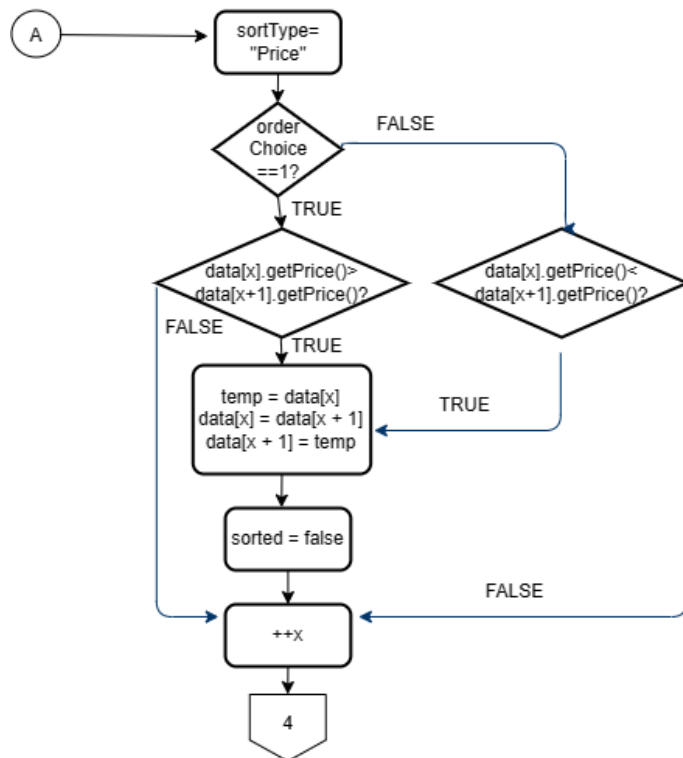 A
sortType=
"Price"
order
Choice
==1?
FALSE
TRUE
data[x].getPrice()>
data[x+1].getPrice()?
data[x].getPrice()<
data[x+1].getPrice()?
FALSE
TRUE
temp = data[x]
data[x] = data[x + 1]
data[x + 1] = temp
TRUE
sorted = false
FALSE
++x
4